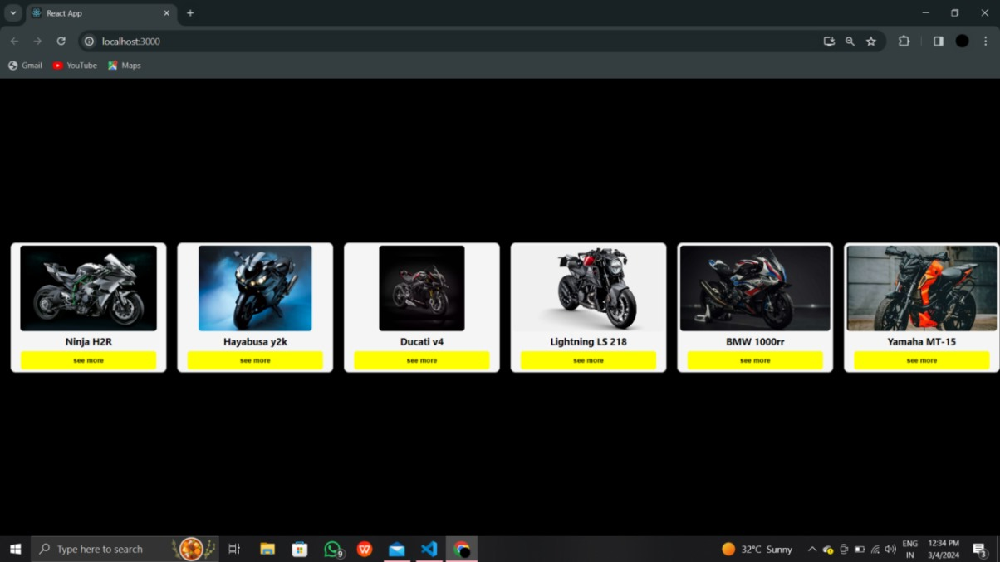 React App
localhost:3000
Gmail YouTube Maps
Ninja H2R Hayabusa y2k Ducati v4 Lightning LS 218 BMW 1000rr Yamaha MT-15
see more see more see more see more see more see more
Type here to search 9 32°C Sunny ENG 12:34 PM
IN 3/4/2024 3